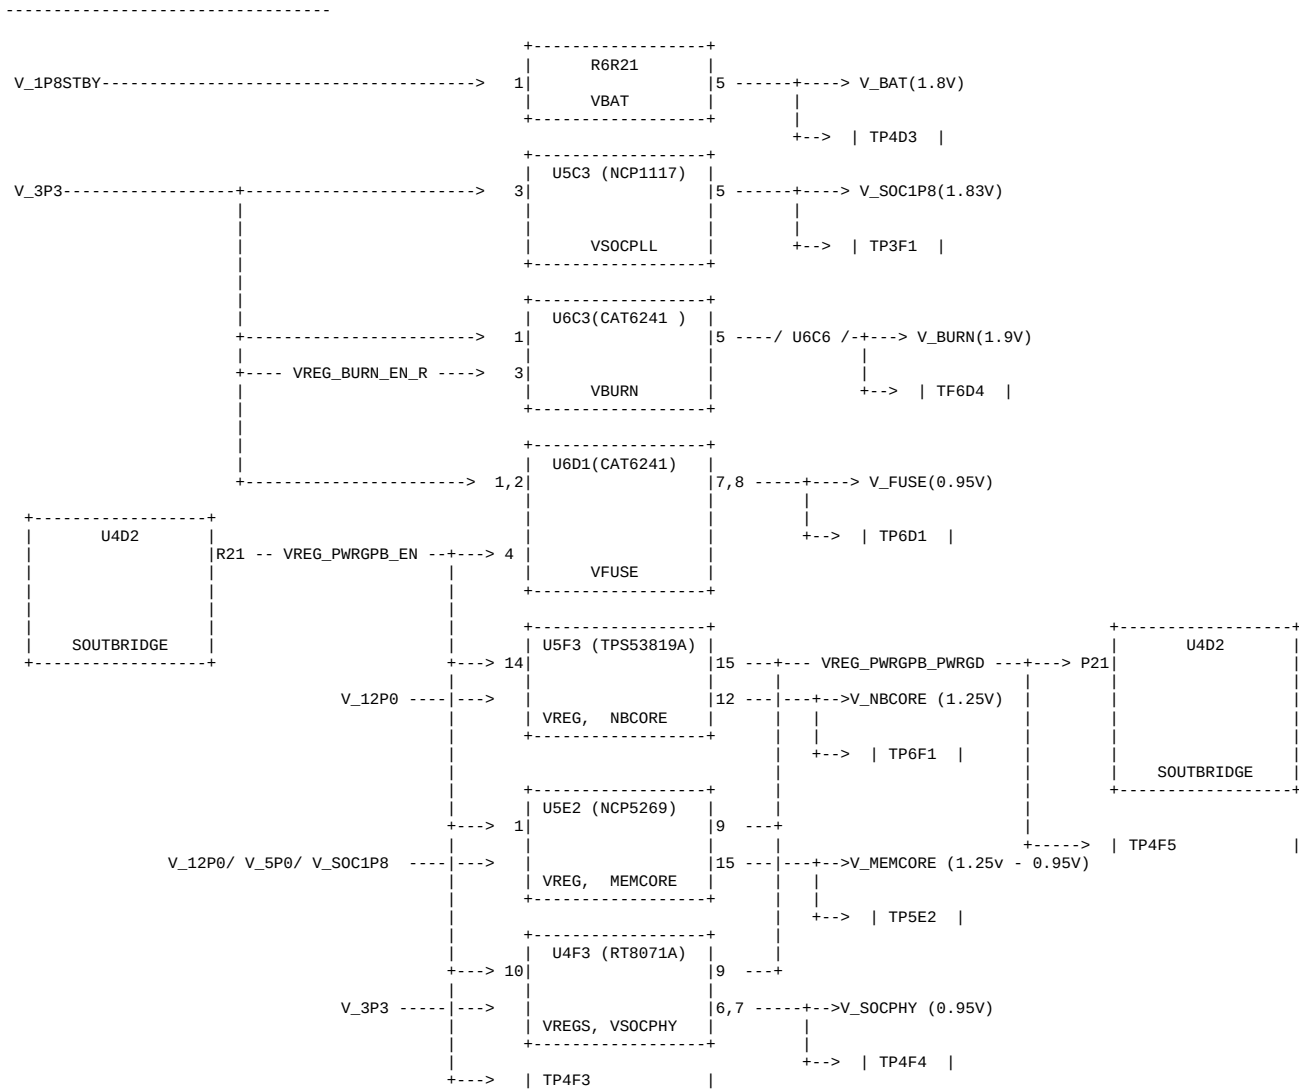 R6R21
V_1P8STBY 1 5 V_BAT(1.8V)
VBAT
TP4D3
U5C3 (NCP1117)
V_3P3 3 5 V_SOC1P8(1.83V)
VSOCPLL TP3F1
U6C3(CAT6241 )
1 5 / U6C6 / V_BURN(1.9V)
VREG_BURN_EN_R 3
VBURN TF6D4
U6D1(CAT6241)
1,2 7,8 V_FUSE(0.95V)
U4D2 TP6D1
R21 -- VREG_PWRGPB_EN 4
VFUSE
SOUTBRIDGE U5F3 (TPS53819A) U4D2
14 15 VREG_PWRGPB_PWRGD P21
V_12P0 12 V_NBCORE (1.25V)
VREG, NBCORE
TP6F1
SOUTBRIDGE
U5E2 (NCP5269)
1 9
TP4F5
V_12P0/ V_5P0/ V_SOC1P8 15 V_MEMCORE (1.25v - 0.95V)
VREG, MEMCORE
TP5E2
U4F3 (RT8071A)
10 9
V_3P3 6,7 V_SOCPHY (0.95V)
VREGS, VSOCPHY
TP4F4
TP4F3